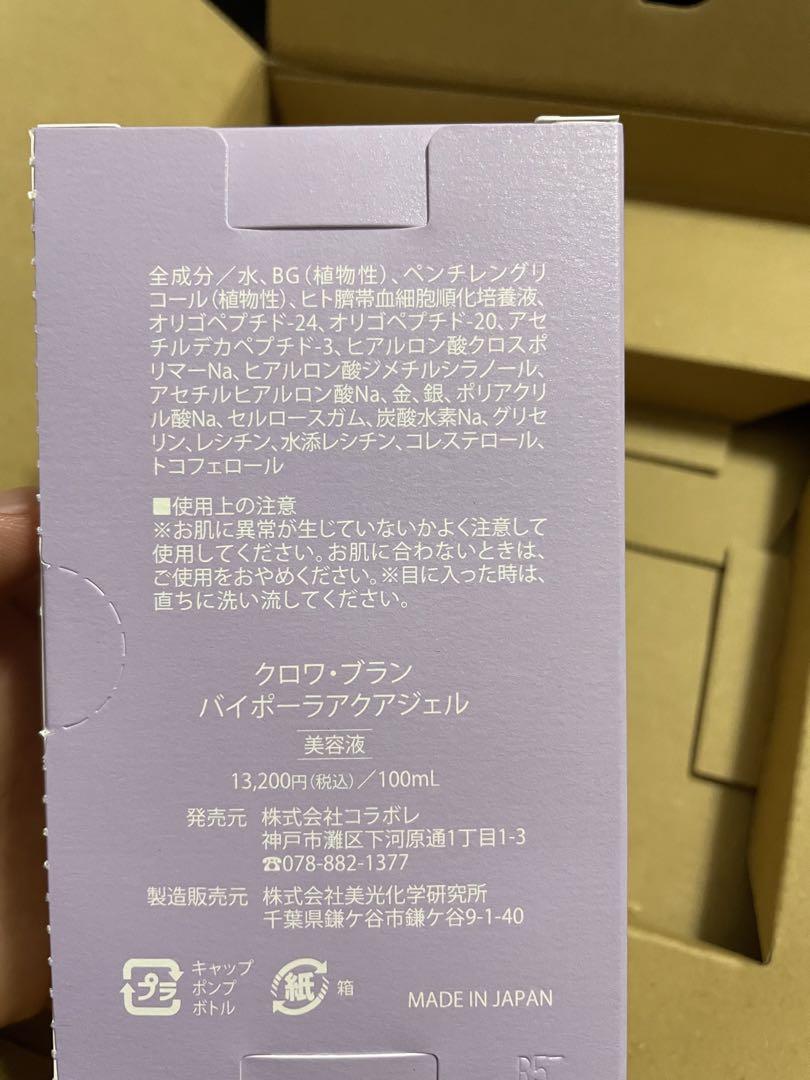 全成分／水、BG（植物性）、ペンチレングリ
コール（植物性）、ヒト臍帯血細胞順化培養液、
オリゴペプチド-24、オリゴペプチド-20、アセ
チルデカペプチド-3、ヒアルロン酸クロスポ
リマーNa、ヒアルロン酸ジメチルシラノール、
アセチルヒアルロン酸Na、金、銀、ポリアクリ
ル酸Na、セルロースガム、炭酸水素Na、グリセ
リン、レシチン、水添レシチン、コレステロール、
トコフェロール
■使用上の注意
※お肌に異常が生じていないかよく注意して
使用してください。お肌に合わないときは、
ご使用をおやめください。※目に入った時は、
直ちに洗い流してください。
クロワ・ブラン
バイポーラアクアジェル
美容液
13,200円（税込）／100mL
発売元 株式会社コラボレ
神戸市灘区下河原通1丁目1-3
☎078-882-1377
製造販売元 株式会社美光化学研究所
千葉県鎌ケ谷市鎌ケ谷9-1-40
プラ キャップ
ポンプ
ボトル
紙 箱
MADE IN JAPAN